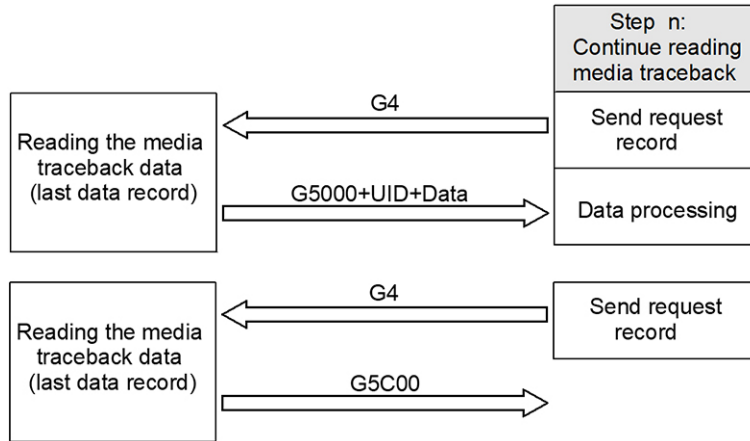 Step n:
Continue reading
media traceback
G4
Send request
record
Reading the media
traceback data
(last data record)
G5000+UID+Data
Data processing
G4
Send request
record
Reading the media
traceback data
(last data record)
G5C00